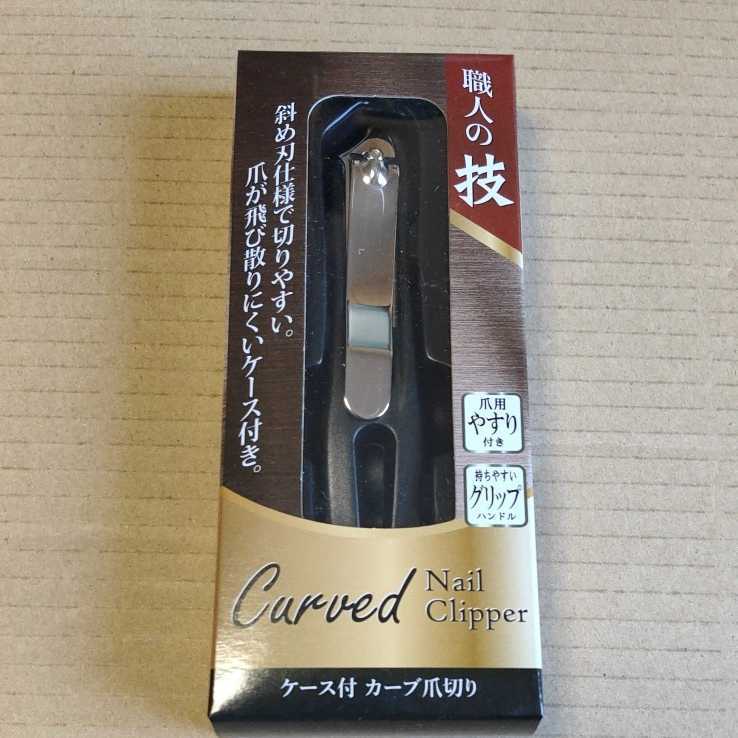 職人の技
斜め刃仕様で切りやすい。
爪が飛び散りにくいケース付き。
爪用
やすり
付き
持ちやすい
グリップ
ハンドル
Curved
Nail
Clipper
ケース付 カーブ爪切り